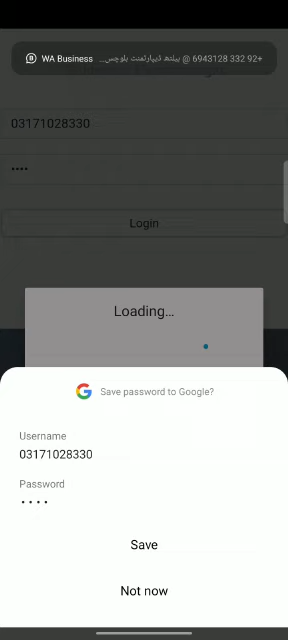 WA Business ...ہیلتھ ڈیپارٹمنٹ بلوچس @ 6943128 332 92+
03171028330
••••
Login
Loading...
Save password to Google?
Username
03171028330
Password
• • • •
Save
Not now